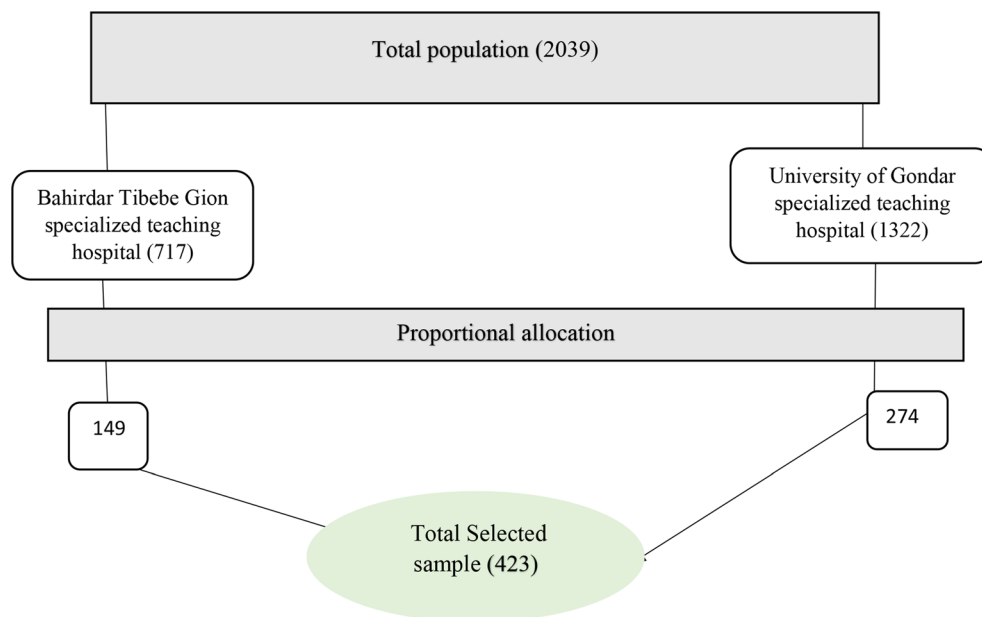 Total population (2039)
Bahirdar Tibebe Gion
specialized teaching
hospital (717)
University of Gondar
specialized teaching
hospital (1322)
Proportional allocation
149
274
Total Selected
sample (423)